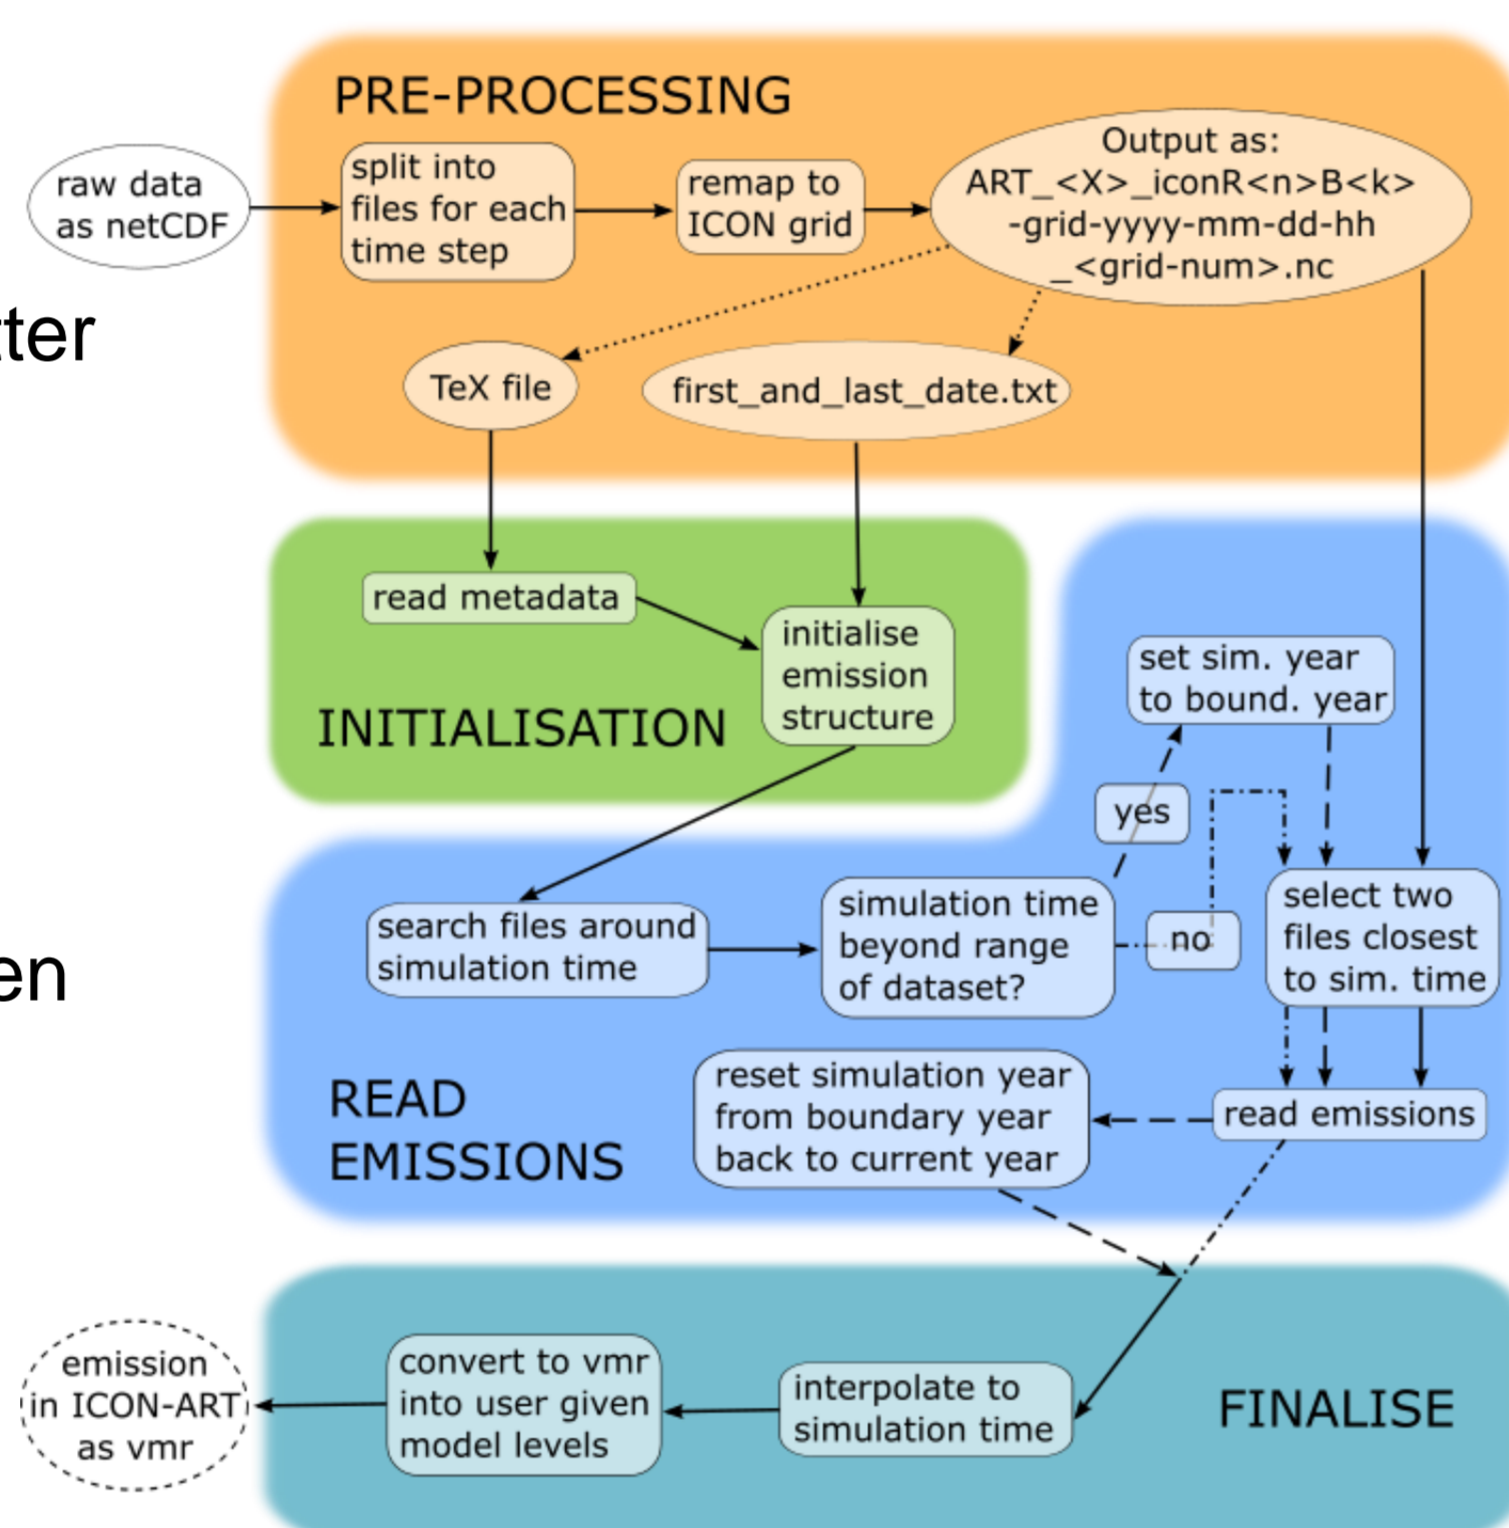 PRE-PROCESSING
raw data
as netCDF
split into
files for each
time step
remap to
ICON grid
Output as:
ART_<X>_iconR<n>B<k>
-grid-yyyy-mm-dd-hh
_<grid-num>.nc
tter
TeX file
first_and_last_date.txt
read metadata
initialise
emission
structure
INITIALISATION
set sim. year
to bound. year
yes
no
search files around
simulation time
simulation time
beyond range
of dataset?
select two
files closest
to sim. time
en
READ
EMISSIONS
reset simulation year
from boundary year
back to current year
read emissions
emission
in ICON-ART
as vmr
convert to vmr
into user given
model levels
interpolate to
simulation time
FINALISE